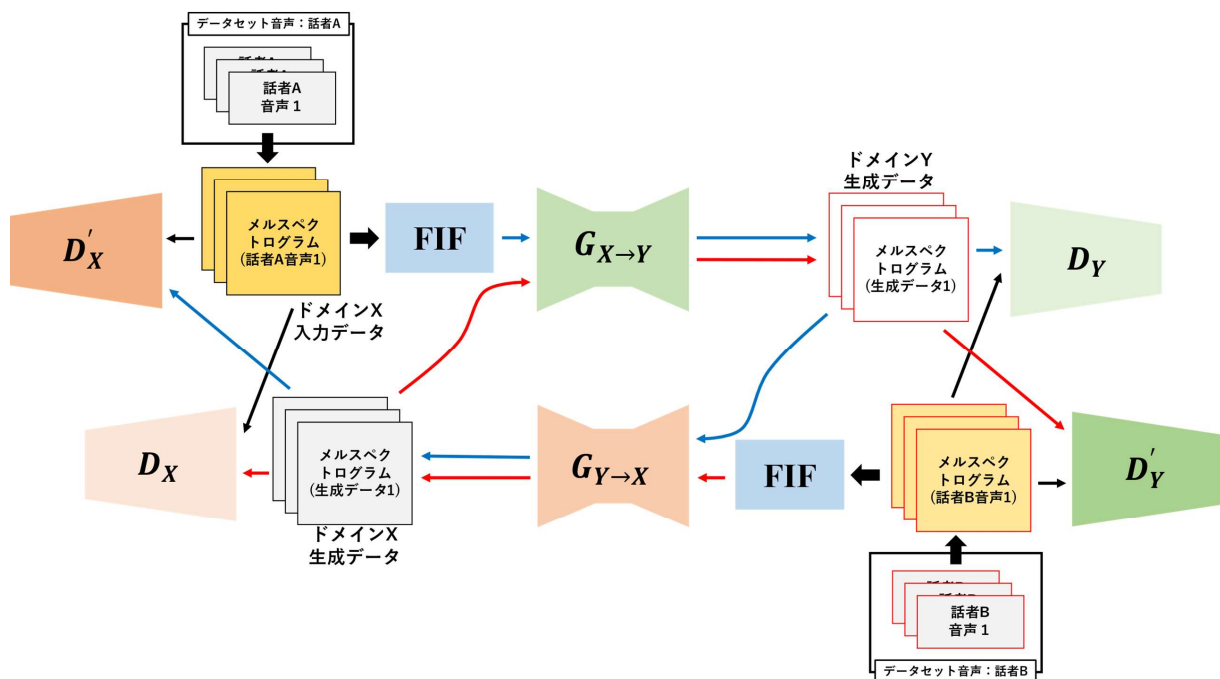 データセット音声：話者A
話者A
音声 1
メルスペク
トログラム
(話者A音声1)
ドメインX
入力データ
D'_X
FIF
G_{X→Y}
ドメインY
生成データ
メルスペク
トログラム
(生成データ1)
D_Y
D_X
メルスペク
トログラム
(生成データ1)
ドメインX
生成データ
G_{Y→X}
FIF
メルスペク
トログラム
(話者B音声1)
D'_Y
話者B
音声 1
データセット音声：話者B